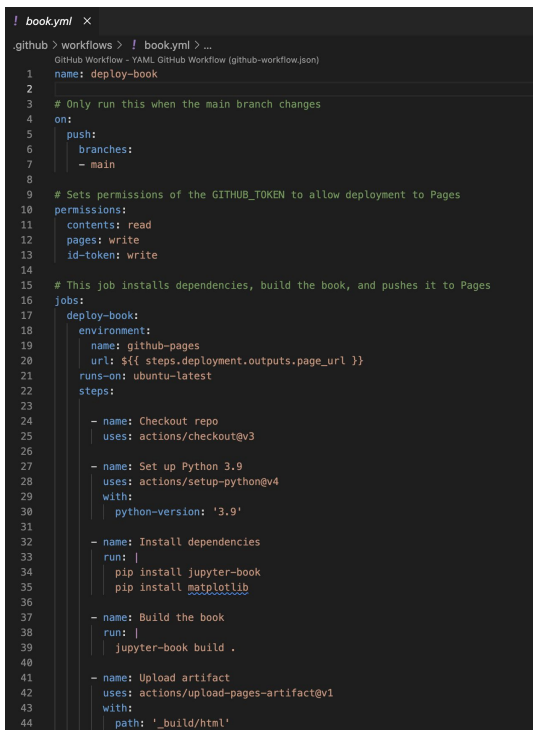 ! book.yml ×
.github > workflows > ! book.yml > ...
GitHub Workflow - YAML GitHub Workflow (github-workflow.json)
1 name: deploy-book
2
3 # Only run this when the main branch changes
4 on:
5   push:
6     branches:
7     - main
8
9 # Sets permissions of the GITHUB_TOKEN to allow deployment to Pages
10 permissions:
11   contents: read
12   pages: write
13   id-token: write
14
15 # This job installs dependencies, build the book, and pushes it to Pages
16 jobs:
17   deploy-book:
18     environment:
19       name: github-pages
20       url: ${{ steps.deployment.outputs.page_url }}
21     runs-on: ubuntu-latest
22     steps:
23
24       - name: Checkout repo
25         uses: actions/checkout@v3
26
27       - name: Set up Python 3.9
28         uses: actions/setup-python@v4
29         with:
30           python-version: '3.9'
31
32       - name: Install dependencies
33         run: |
34           pip install jupyter-book
35           pip install matplotlib
36
37       - name: Build the book
38         run: |
39           jupyter-book build .
40
41       - name: Upload artifact
42         uses: actions/upload-pages-artifact@v1
43         with:
44           path: '_build/html'